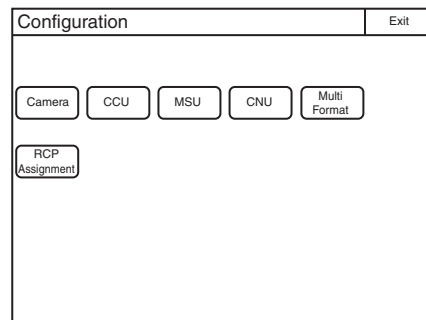 Configuration
Exit
Camera
CCU
MSU
CNU
Multi
Format
RCP
Assignment